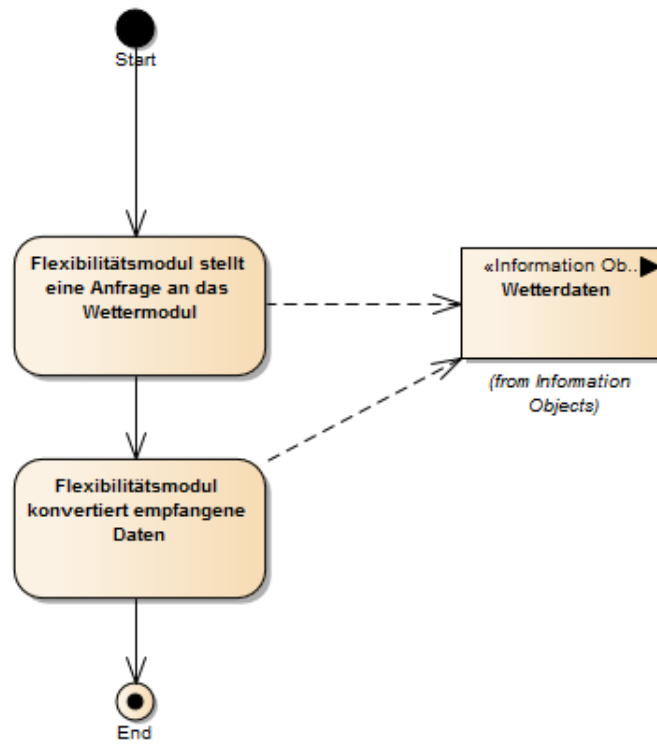 Start
Flexibilitätsmodul stellt
eine Anfrage an das
Wettermodul
«Information Ob..
Wetterdaten
(from Information
Objects)
Flexibilitätsmodul
konvertiert empfangene
Daten
End